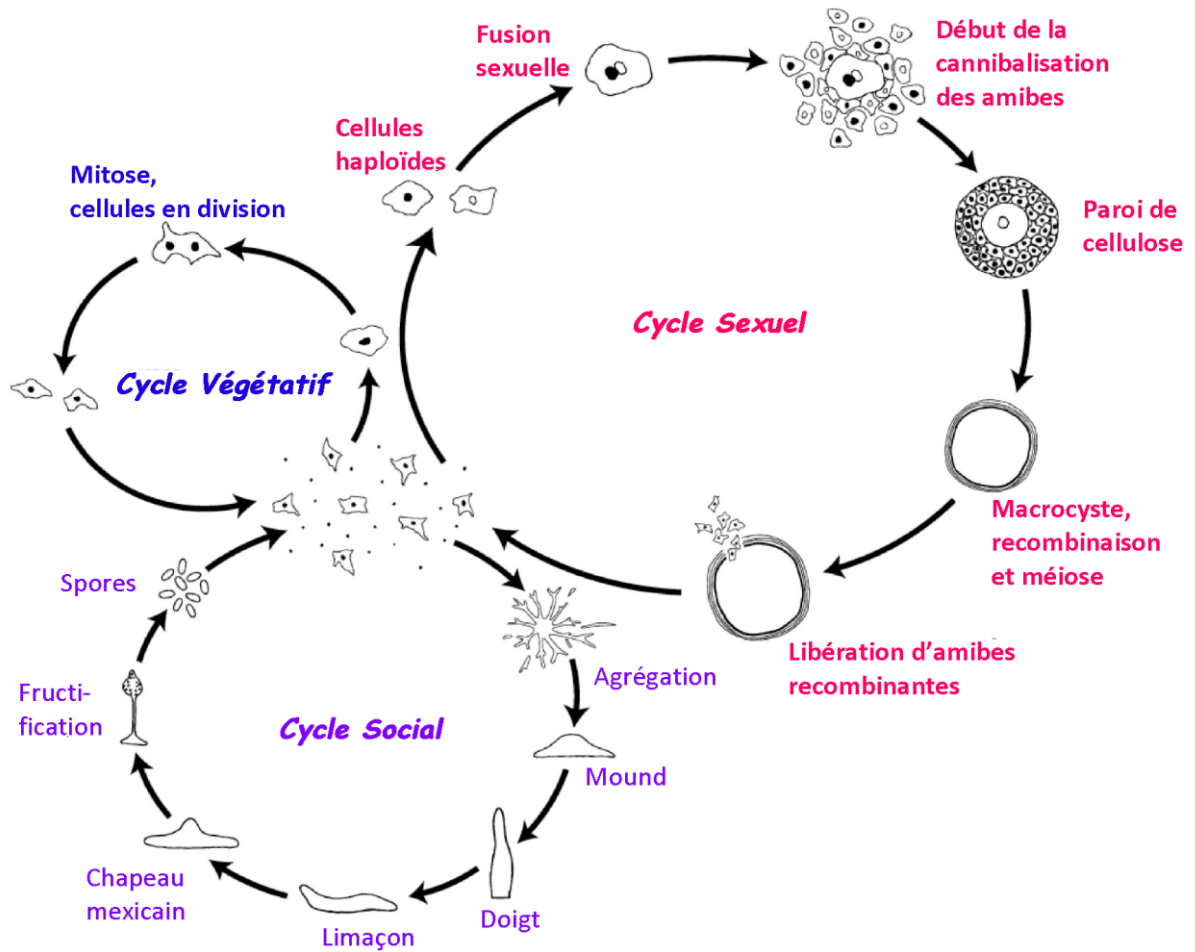 Fusion
sexuelle
Début de la
cannibalisation
des amibes
Cellules
haploïdes
Mitose,
cellules en division
Paroi de
cellulose
Cycle Sexuel
Cycle Végétatif
Macrocyste,
recombinaison
et méiose
Spores
Libération d'amibes
recombinantes
Agrégation
Fructi-
fication
Cycle Social
Mound
Chapeau
mexicain
Doigt
Limaçon